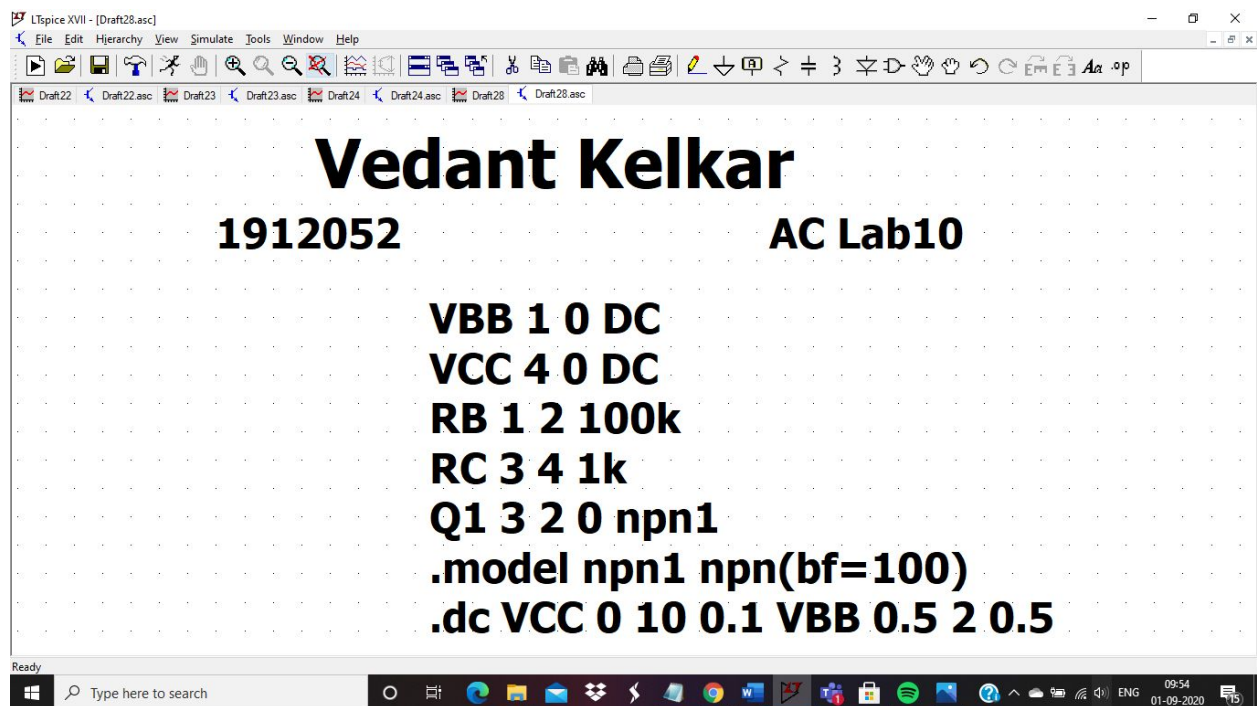 LTspice XVII - [Draft28.asc]
File Edit Hierarchy View Simulate Tools Window Help
Aa .op
Draft22 Draft22.asc Draft23 Draft23.asc Draft24 Draft24.asc Draft28 Draft28.asc
Vedant Kelkar
1912052 AC Lab10
VBB 1 0 DC
VCC 4 0 DC
RB 1 2 100k
RC 3 4 1k
Q1 3 2 0 npn1
.model npn1 npn(bf=100)
.dc VCC 0 10 0.1 VBB 0.5 2 0.5
Ready
Type here to search
ENG
09:54
01-09-2020